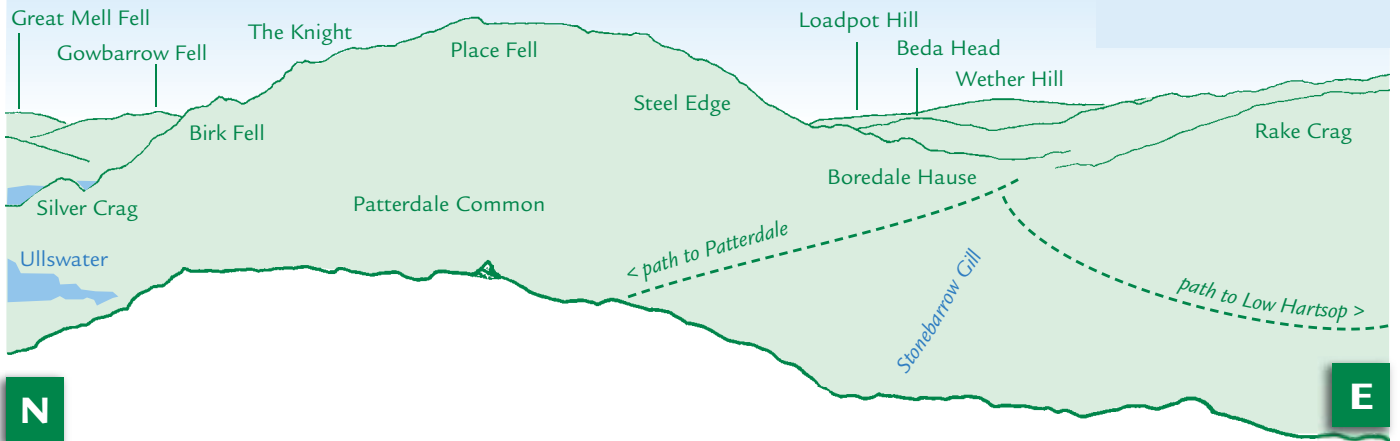 Great Mell Fell
Gowbarrow Fell
The Knight
Place Fell
Loadpot Hill
Beda Head
Wether Hill
Steel Edge
Birk Fell
Rake Crag
Boredale Hause
Silver Crag
Patterdale Common
Ullswater
< path to Patterdale
Stonebarrow Gill
path to Low Hartsop >
N
E